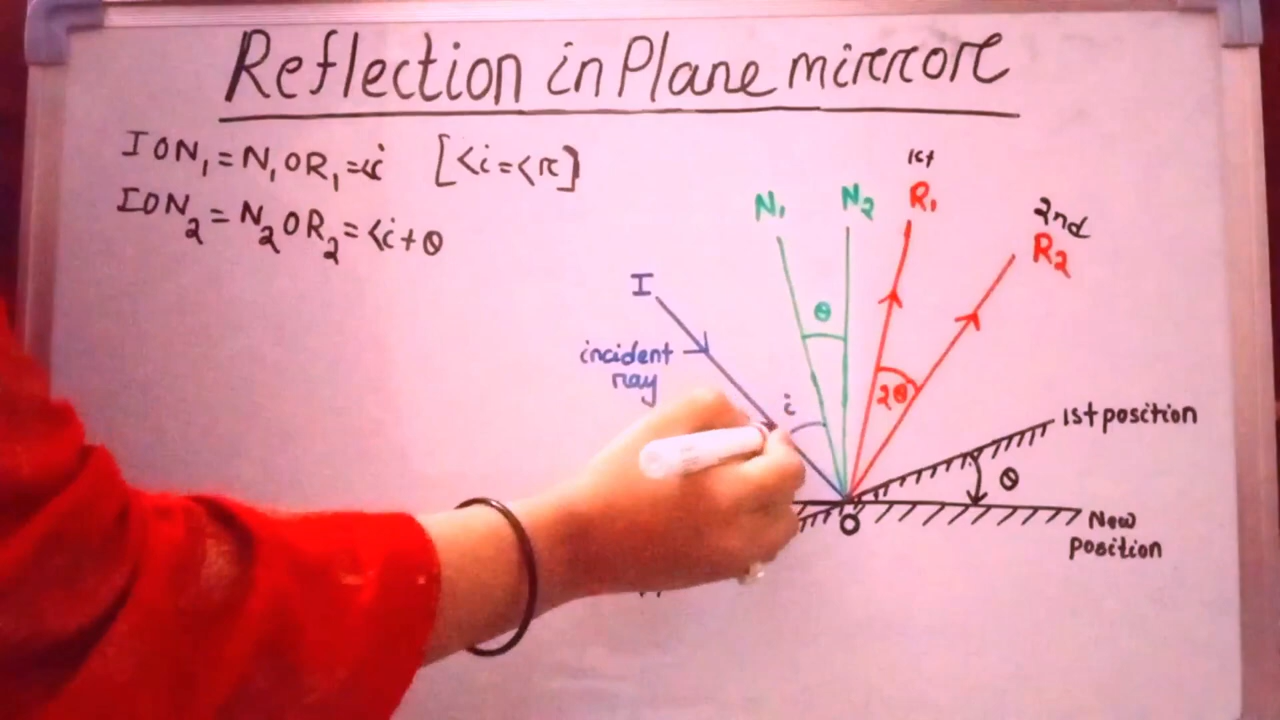 Reflection in Plane mirror
ION₁ = N₁OR₁ = <i [<i = <r]
ION₂ = N₂OR₂ = <i + θ
1st
N₁ N₂ R₁
2nd
R₂
I
θ
incident
ray
i
2θ
1st position
θ
O
New
position